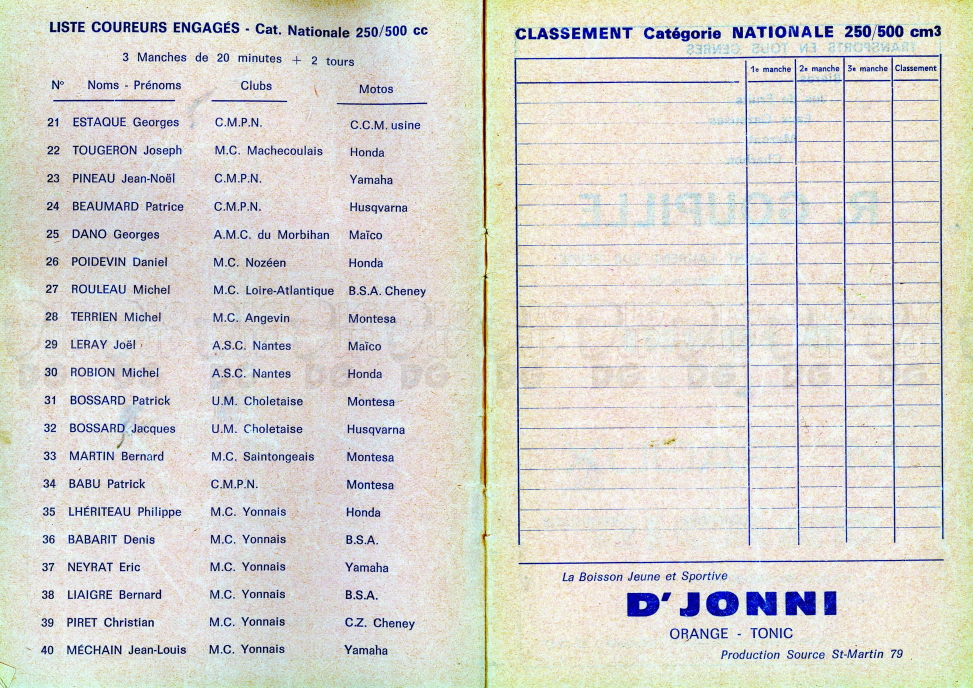 LISTE COUREURS ENGAGÉS - Cat. Nationale 250/500 cc
3 Manches de 20 minutes + 2 tours
N° Noms - Prénoms Clubs Motos
21 ESTAQUE Georges C.M.P.N. C.C.M. usine
22 TOUGERON Joseph M.C. Machecoulais Honda
23 PINEAU Jean-Noël C.M.P.N. Yamaha
24 BEAUMARD Patrice C.M.P.N. Husqvarna
25 DANO Georges A.M.C. du Morbihan Maïco
26 POIDEVIN Daniel M.C. Nozéen Honda
27 ROULEAU Michel M.C. Loire-Atlantique B.S.A. Cheney
28 TERRIEN Michel M.C. Angevin Montesa
29 LERAY Joël A.S.C. Nantes Maïco
30 ROBION Michel A.S.C. Nantes Honda
31 BOSSARD Patrick U.M. Choletaise Montesa
32 BOSSARD Jacques U.M. Choletaise Husqvarna
33 MARTIN Bernard M.C. Saintongeais Montesa
34 BABU Patrick C.M.P.N. Montesa
35 LHÉRITEAU Philippe M.C. Yonnais Honda
36 BABARIT Denis M.C. Yonnais B.S.A.
37 NEYRAT Eric M.C. Yonnais Yamaha
38 LIAIGRE Bernard M.C. Yonnais B.S.A.
39 PIRET Christian M.C. Yonnais C.Z. Cheney
40 MÉCHAIN Jean-Louis M.C. Yonnais Yamaha
CLASSEMENT Catégorie NATIONALE 250/500 cm3
1e manche 2e manche 3e manche Classement
La Boisson Jeune et Sportive
D'JONNI
ORANGE - TONIC
Production Source St-Martin 79